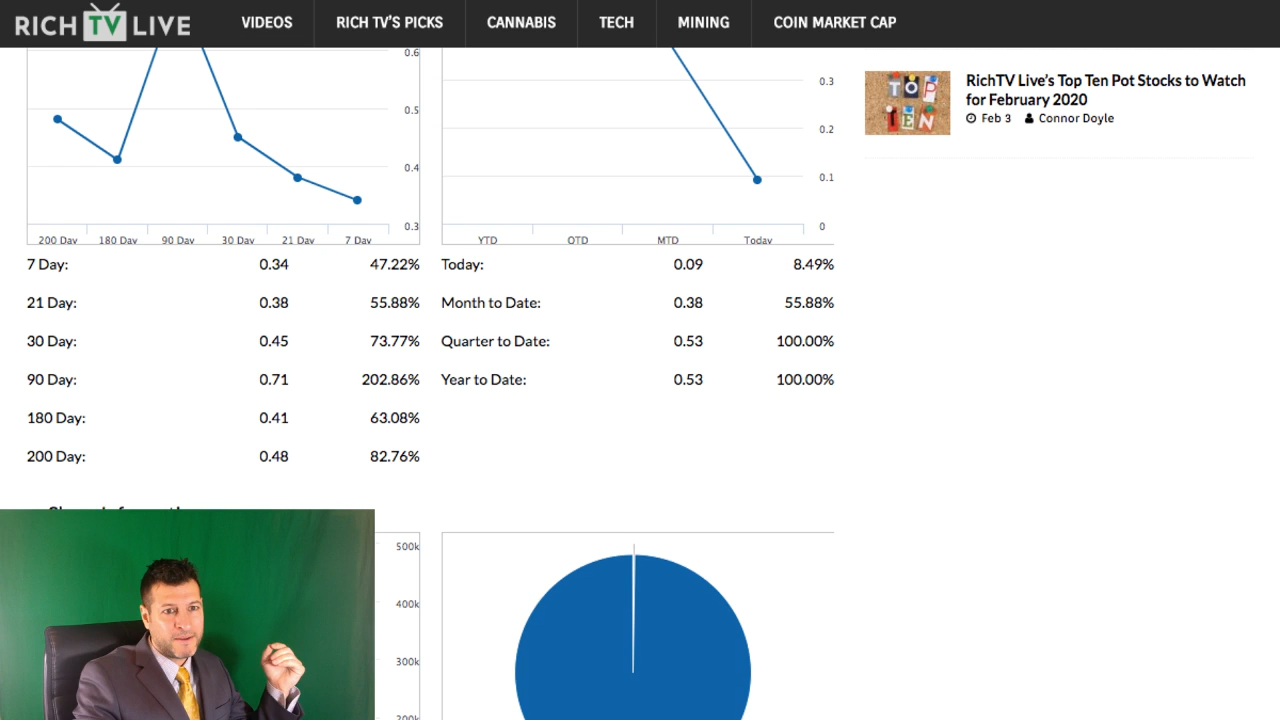 RICH TV LIVE
VIDEOS
RICH TV'S PICKS
CANNABIS
TECH
MINING
COIN MARKET CAP
0.6
0.5
0.4
0.3
200 Day 180 Day 90 Day 30 Day 21 Day 7 Day
0.3
0.2
0.1
0
YTD QTD MTD Today
7 Day: 0.34 47.22%
21 Day: 0.38 55.88%
30 Day: 0.45 73.77%
90 Day: 0.71 202.86%
180 Day: 0.41 63.08%
200 Day: 0.48 82.76%
Today: 0.09 8.49%
Month to Date: 0.38 55.88%
Quarter to Date: 0.53 100.00%
Year to Date: 0.53 100.00%
TOP
TEN
RichTV Live's Top Ten Pot Stocks to Watch
for February 2020
Feb 3 Connor Doyle
500k
400k
300k
200k